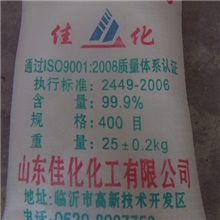 佳 化
通过ISO9001:2008质量体系认证
执行标准: 2449-2006
含量: 99.9%
规格: 400目
重量: 25±0.2kg
山东佳化化工有限公司
地址: 临沂市高新技术开发区